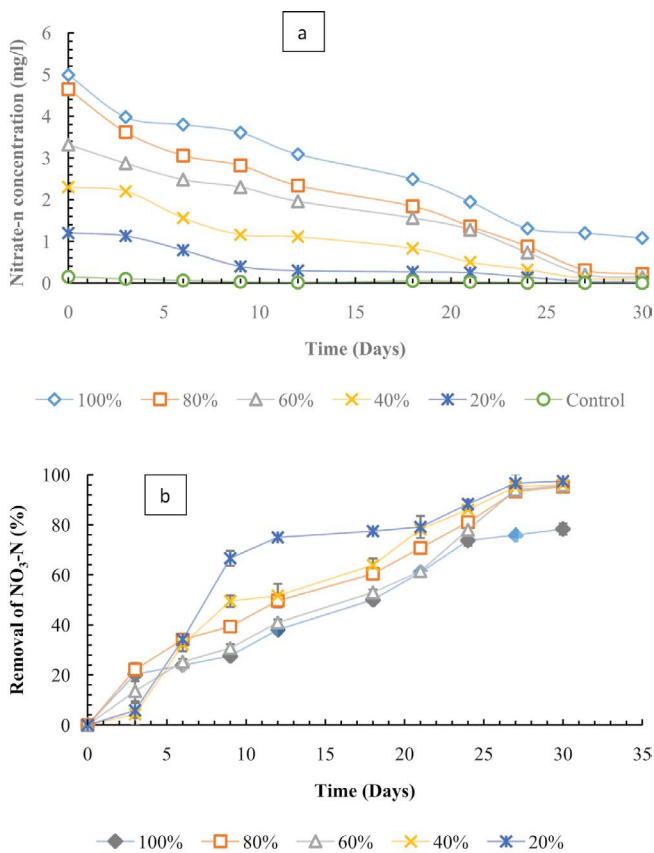 a
6
5
4
3
2
1
0
Nitrate-n concentration (mg/l)
0 5 10 15 20 25 30
Time (Days)
100% 80% 60% 40% 20% Control
b
100
80
60
40
20
0
Removal of NO3-N (%)
0 5 10 15 20 25 30 35
Time (Days)
100% 80% 60% 40% 20%